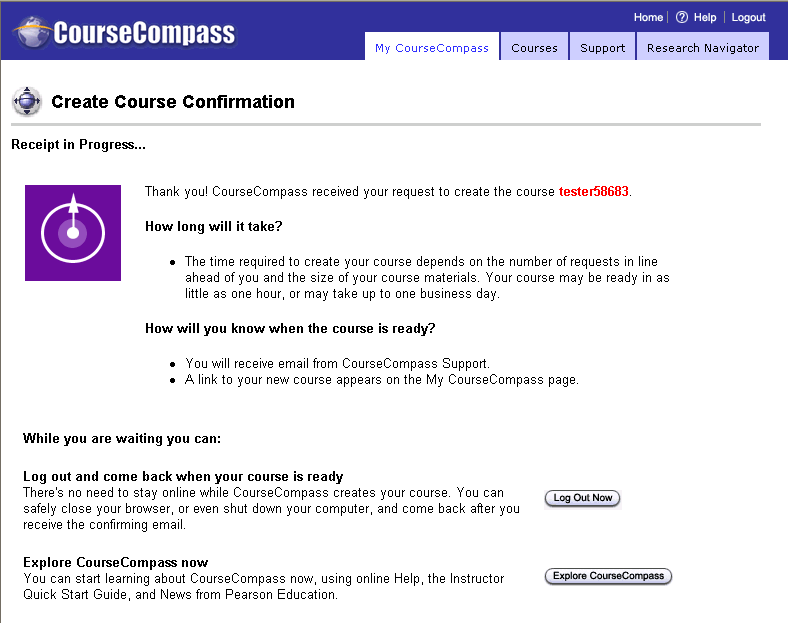 Home | Help | Logout
CourseCompass
My CourseCompass Courses Support Research Navigator
Create Course Confirmation
Receipt in Progress...
Thank you! CourseCompass received your request to create the course tester58683.
How long will it take?
• The time required to create your course depends on the number of requests in line
ahead of you and the size of your course materials. Your course may be ready in as
little as one hour, or may take up to one business day.
How will you know when the course is ready?
• You will receive email from CourseCompass Support.
• A link to your new course appears on the My CourseCompass page.
While you are waiting you can:
Log out and come back when your course is ready
There's no need to stay online while CourseCompass creates your course. You can
safely close your browser, or even shut down your computer, and come back after you
receive the confirming email.
Log Out Now
Explore CourseCompass now
You can start learning about CourseCompass now, using online Help, the Instructor
Quick Start Guide, and News from Pearson Education.
Explore CourseCompass